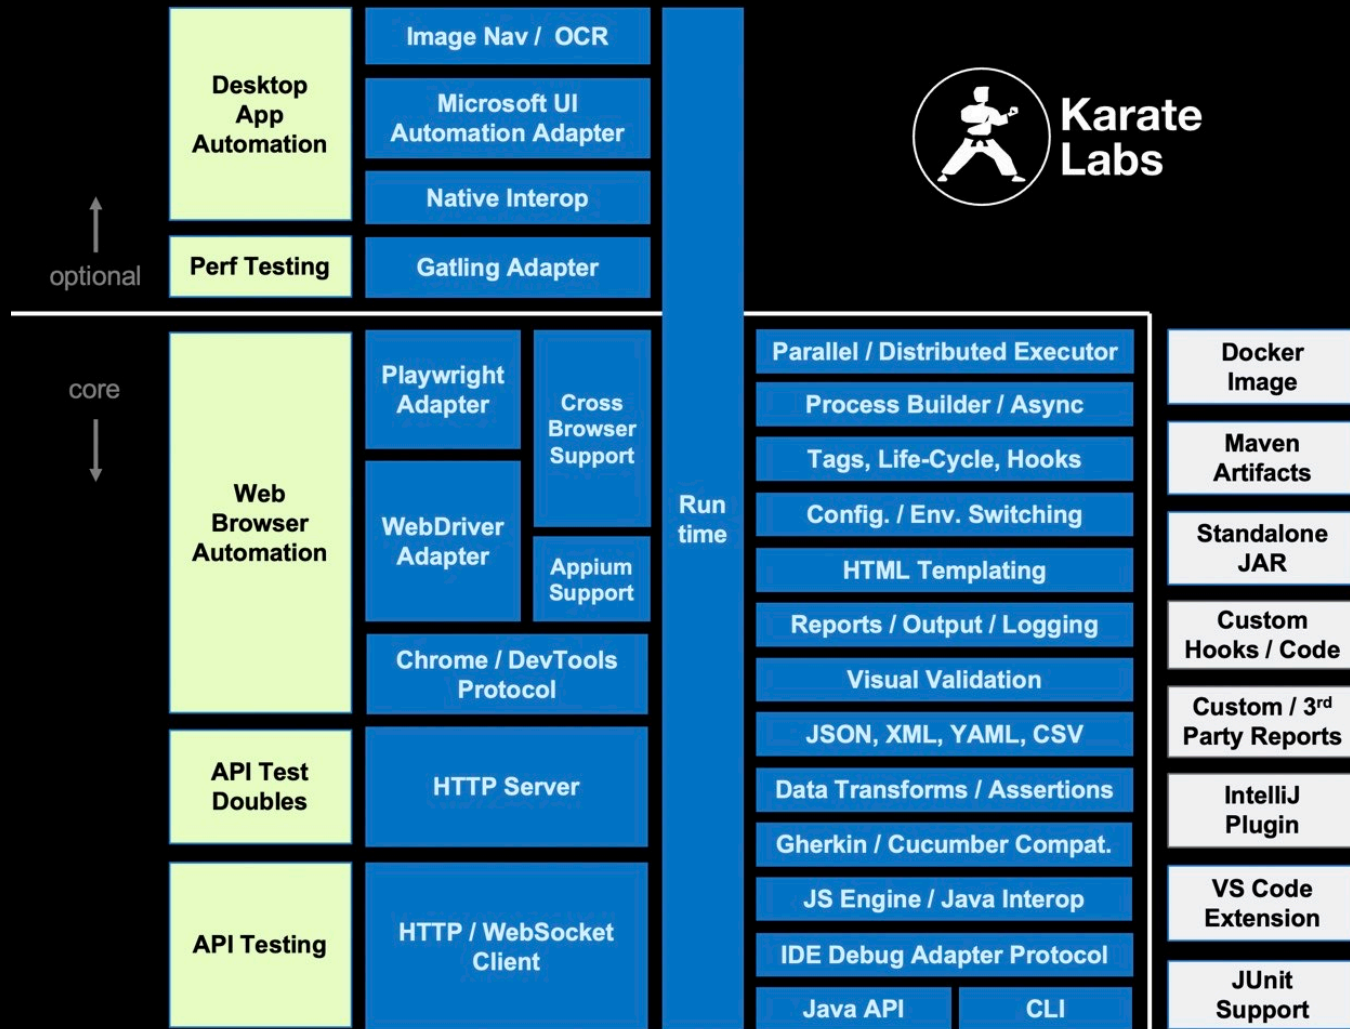 Desktop
App
Automation
Image Nav / OCR
Microsoft UI
Automation Adapter
Native Interop
Karate
Labs
optional
Perf Testing
Gatling Adapter
core
Web
Browser
Automation
Playwright
Adapter
Cross
Browser
Support
WebDriver
Adapter
Appium
Support
Chrome / DevTools
Protocol
API Test
Doubles
HTTP Server
API Testing
HTTP / WebSocket
Client
Run
time
Parallel / Distributed Executor
Process Builder / Async
Tags, Life-Cycle, Hooks
Config. / Env. Switching
HTML Templating
Reports / Output / Logging
Visual Validation
JSON, XML, YAML, CSV
Data Transforms / Assertions
Gherkin / Cucumber Compat.
JS Engine / Java Interop
IDE Debug Adapter Protocol
Java API
CLI
Docker
Image
Maven
Artifacts
Standalone
JAR
Custom
Hooks / Code
Custom / 3rd
Party Reports
IntelliJ
Plugin
VS Code
Extension
JUnit
Support